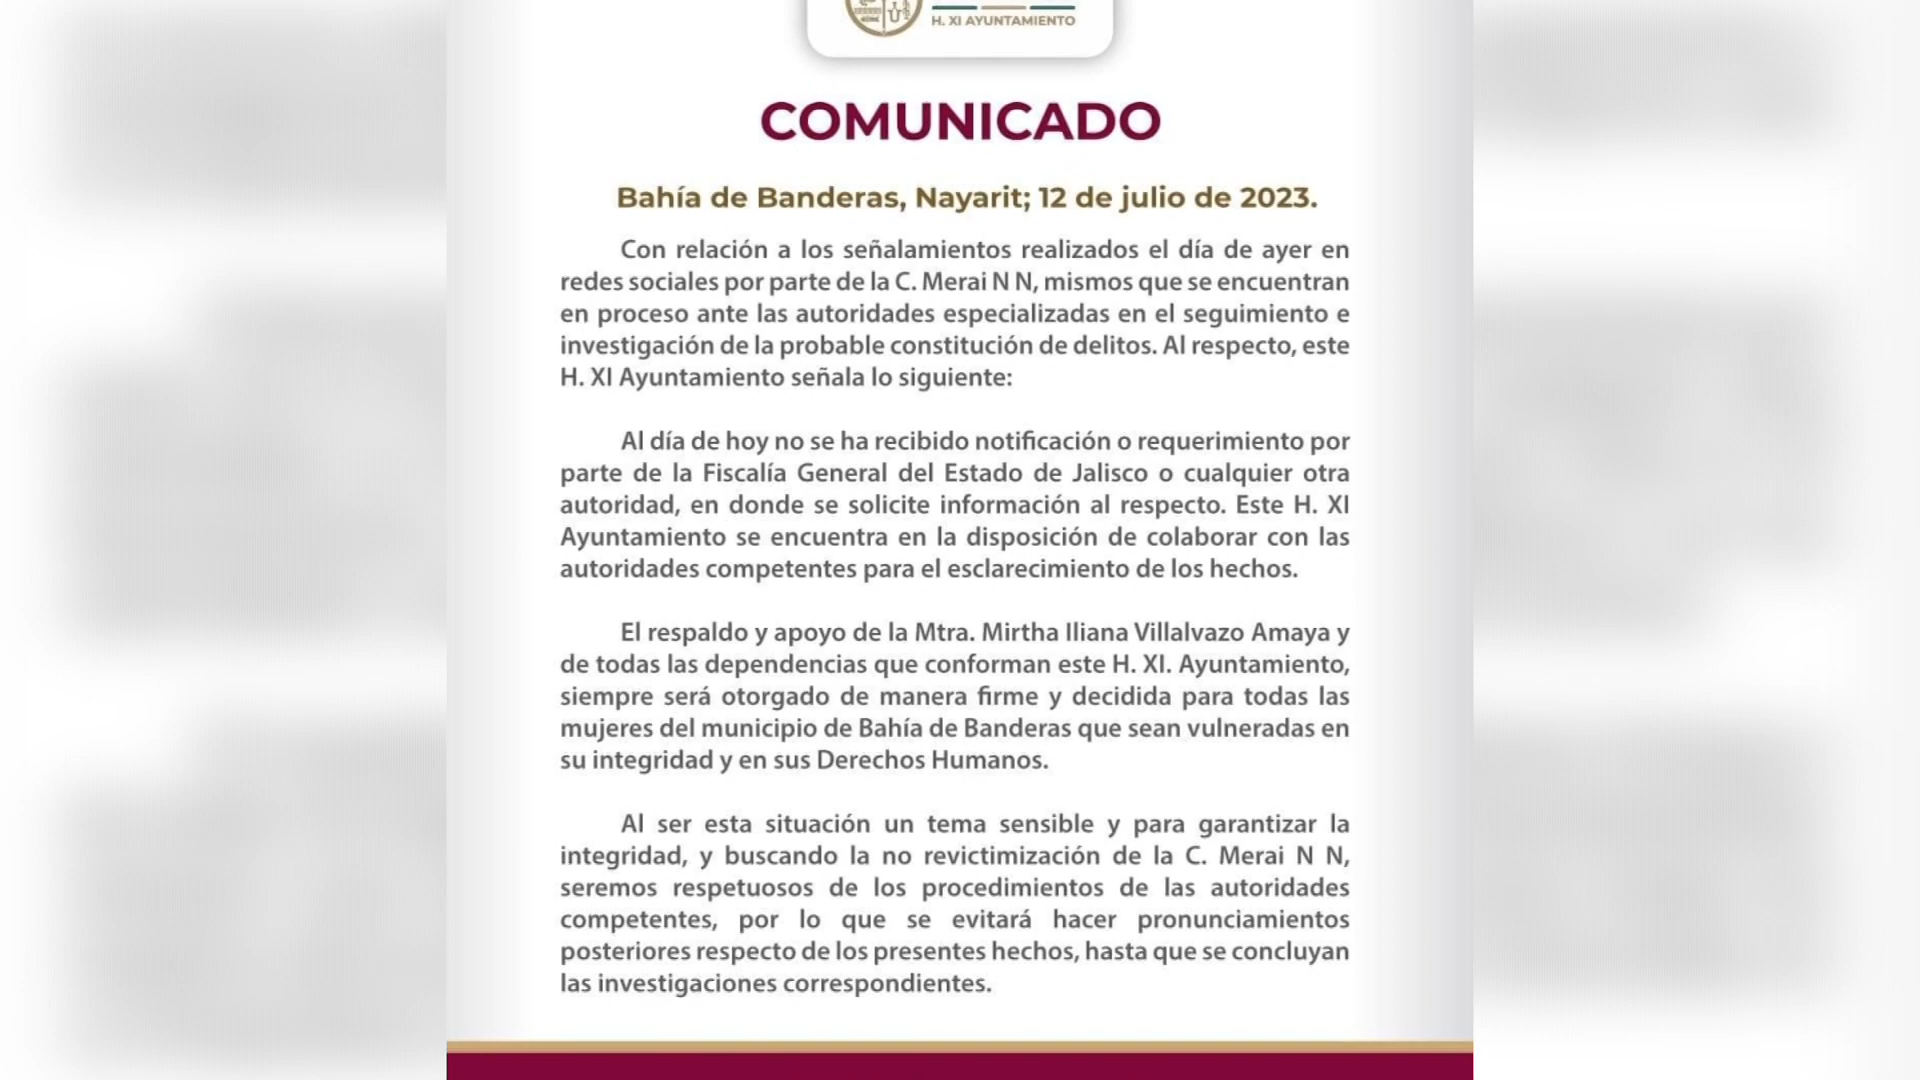 H. XI AYUNTAMIENTO
COMUNICADO
Bahía de Banderas, Nayarit; 12 de julio de 2023.
Con relación a los señalamientos realizados el día de ayer en
redes sociales por parte de la C. Merai N N, mismos que se encuentran
en proceso ante las autoridades especializadas en el seguimiento e
investigación de la probable constitución de delitos. Al respecto, este
H. XI Ayuntamiento señala lo siguiente:
Al día de hoy no se ha recibido notificación o requerimiento por
parte de la Fiscalía General del Estado de Jalisco o cualquier otra
autoridad, en donde se solicite información al respecto. Este H. XI
Ayuntamiento se encuentra en la disposición de colaborar con las
autoridades competentes para el esclarecimiento de los hechos.
El respaldo y apoyo de la Mtra. Mirtha Iliana Villalvazo Amaya y
de todas las dependencias que conforman este H. XI. Ayuntamiento,
siempre será otorgado de manera firme y decidida para todas las
mujeres del municipio de Bahía de Banderas que sean vulneradas en
su integridad y en sus Derechos Humanos.
Al ser esta situación un tema sensible y para garantizar la
integridad, y buscando la no revictimización de la C. Merai N N,
seremos respetuosos de los procedimientos de las autoridades
competentes, por lo que se evitará hacer pronunciamientos
posteriores respecto de los presentes hechos, hasta que se concluyan
las investigaciones correspondientes.